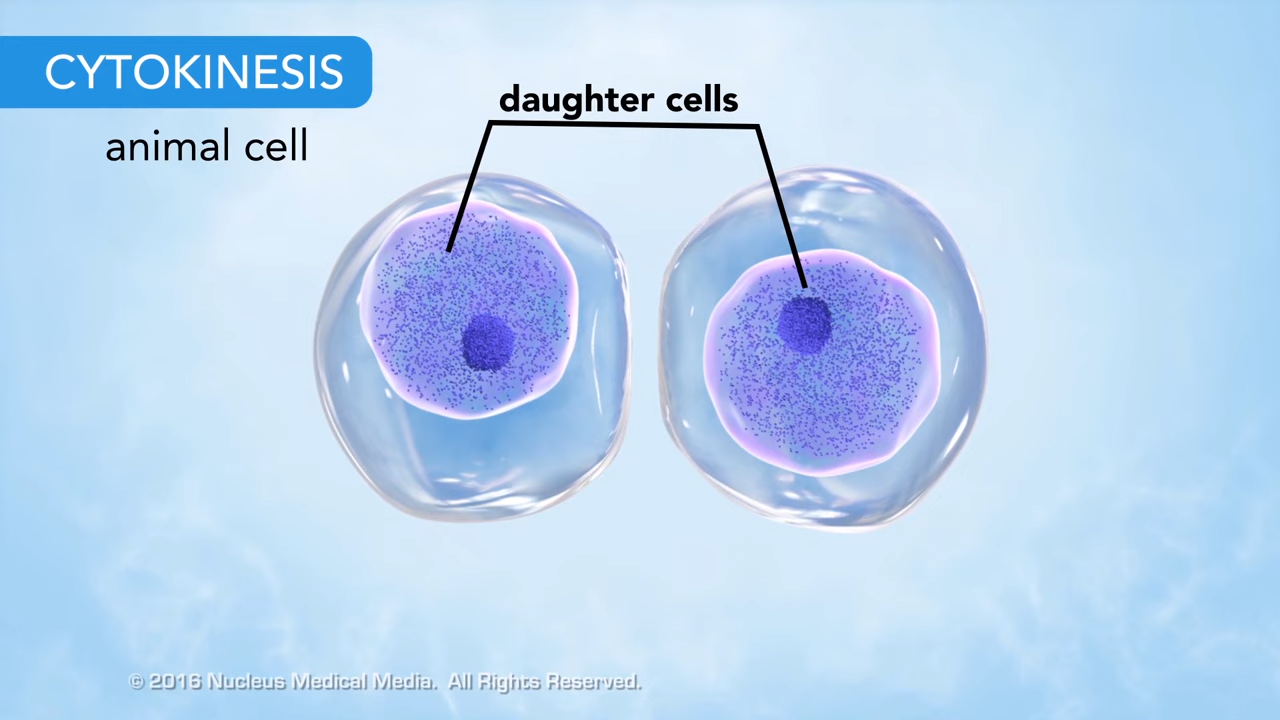 CYTOKINESIS
animal cell
daughter cells
© 2016 Nucleus Medical Media. All Rights Reserved.